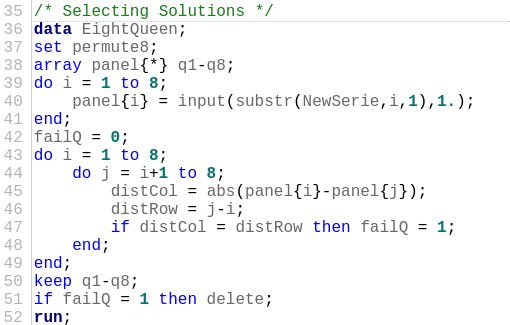 35 /* Selecting Solutions */
36 data EightQueen;
37 set permute8;
38 array panel{*} q1-q8;
39 do i = 1 to 8;
40     panel{i} = input(substr(NewSerie,i,1),1.);
41 end;
42 failQ = 0;
43 do i = 1 to 8;
44     do j = i+1 to 8;
45         distCol = abs(panel{i}-panel{j});
46         distRow = j-i;
47         if distCol = distRow then failQ = 1;
48     end;
49 end;
50 keep q1-q8;
51 if failQ = 1 then delete;
52 run;